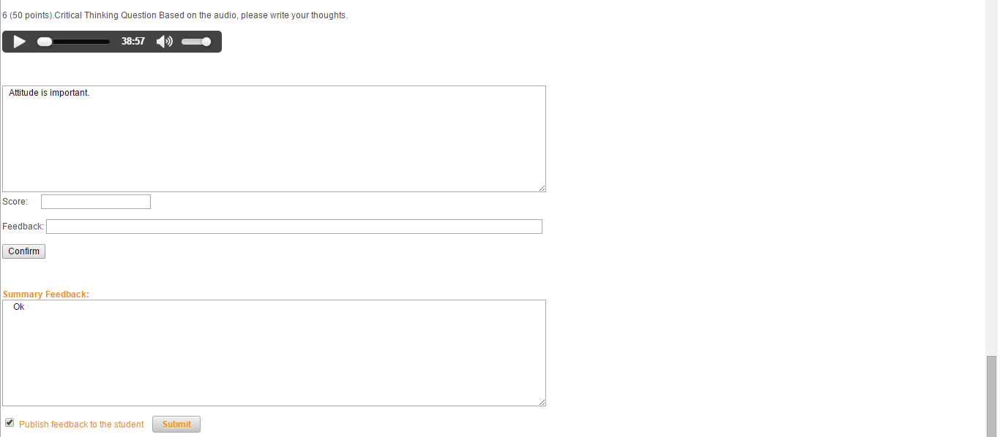 6 (50 points).Critical Thinking Question Based on the audio, please write your thoughts.
38:57
Attitude is important.
Score:
Feedback:
Confirm
Summary Feedback:
Ok
Publish feedback to the student Submit